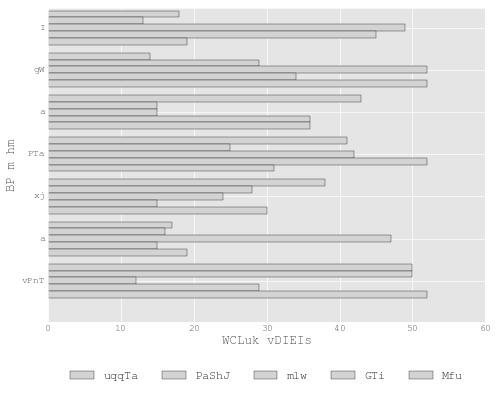 I
gW
a
PTa
xj
a
vPnT
BP m hm
0 10 20 30 40 50 60
WCLuk vDIEIs
uqqTa PaShJ mlw GTi Mfu